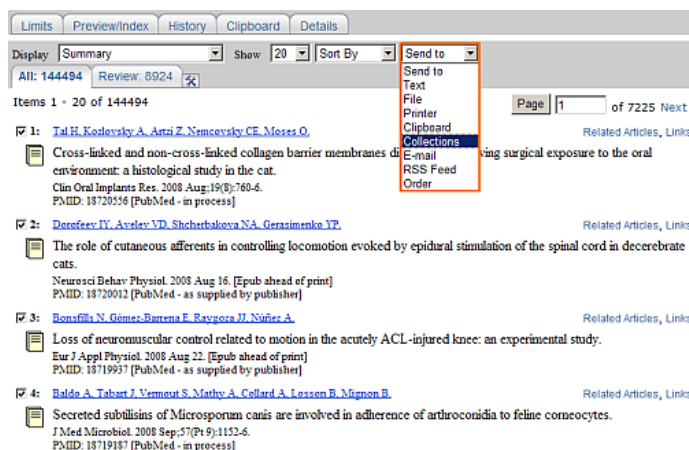 Limits Preview/Index History Clipboard Details
Display Summary Show 20 Sort By Send to
All: 144494 Review: 8924
Send to
Text
File
Printer
Clipboard
Collections
E-mail
RSS Feed
Order
Items 1 - 20 of 144494 Page 1 of 7225 Next
1: Tal H, Kozlovsky A, Artzi Z, Nemcovsky CE, Moses O. Related Articles, Links
Cross-linked and non-cross-linked collagen barrier membranes surgical exposure to the oral
environment: a histological study in the cat.
Clin Oral Implants Res. 2008 Aug;19(8):760-6.
PMID: 18720556 [PubMed - in process]
2: Dorofeev IY, Avelev VD, Shcherbakova NA, Gerasimenko YP. Related Articles, Links
The role of cutaneous afferents in controlling locomotion evoked by epidural stimulation of the spinal cord in decerebrate
cats.
Neurosci Behav Physiol. 2008 Aug 16. [Epub ahead of print]
PMID: 18720012 [PubMed - as supplied by publisher]
3: Bonsfills N, Gómez-Barrena E, Raygoza JJ, Núñez A. Related Articles, Links
Loss of neuromuscular control related to motion in the acutely ACL-injured knee: an experimental study.
Eur J Appl Physiol. 2008 Aug 22. [Epub ahead of print]
PMID: 18719937 [PubMed - as supplied by publisher]
4: Baldo A, Tabart J, Vermout S, Mathy A, Collard A, Losson B, Mignon B. Related Articles, Links
Secreted subtilisins of Microsporum canis are involved in adherence of arthroconidia to feline corneocytes.
J Med Microbiol. 2008 Sep;57(Pt 9):1152-6.
PMID: 18719187 [PubMed - in process]